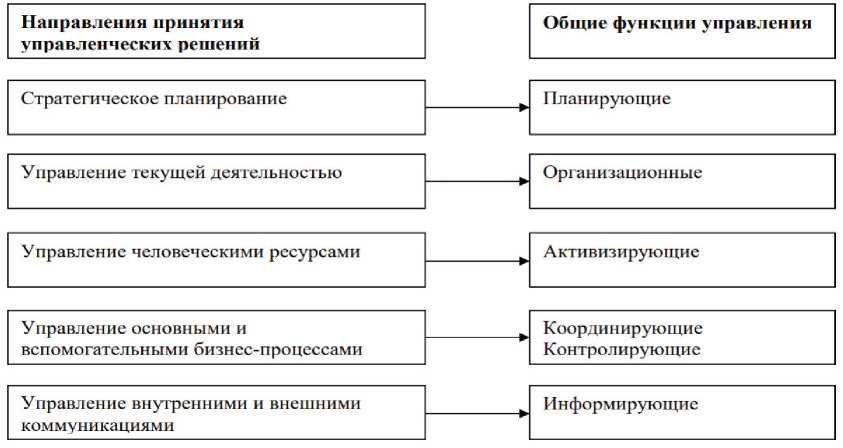 Направления принятия
управленческих решений
Общие функции управления
Стратегическое планирование
Планирующие
Управление текущей деятельностью
Организационные
Управление человеческими ресурсами
Активизирующие
Управление основными и
вспомогательными бизнес-процессами
Координирующие
Контролирующие
Управление внутренними и внешними
коммуникациями
Информирующие